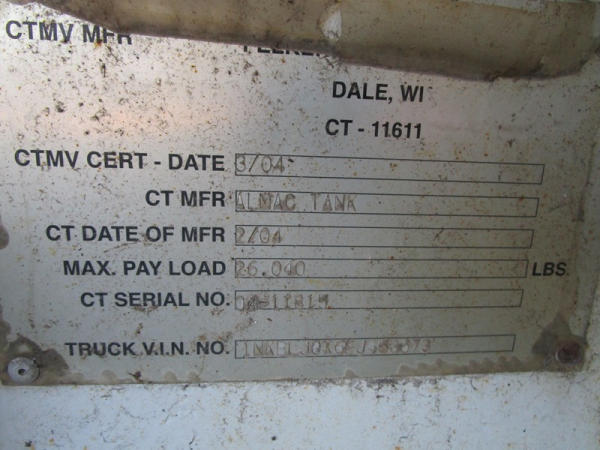 CTMV MFR
DALE, WI
CT - 11611
CTMV CERT - DATE 3/04
CT MFR ALMAC TANK
CT DATE OF MFR 2/04
MAX. PAY LOAD 26.040 LBS
CT SERIAL NO.
TRUCK V.I.N. NO.